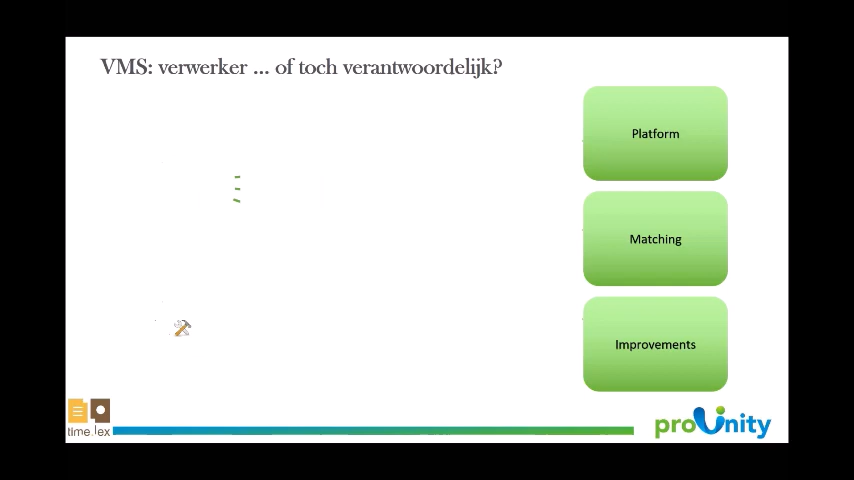 VMS: verwerker ... of toch verantwoordelijk?
Platform
Matching
Improvements
time.lex
proUnity